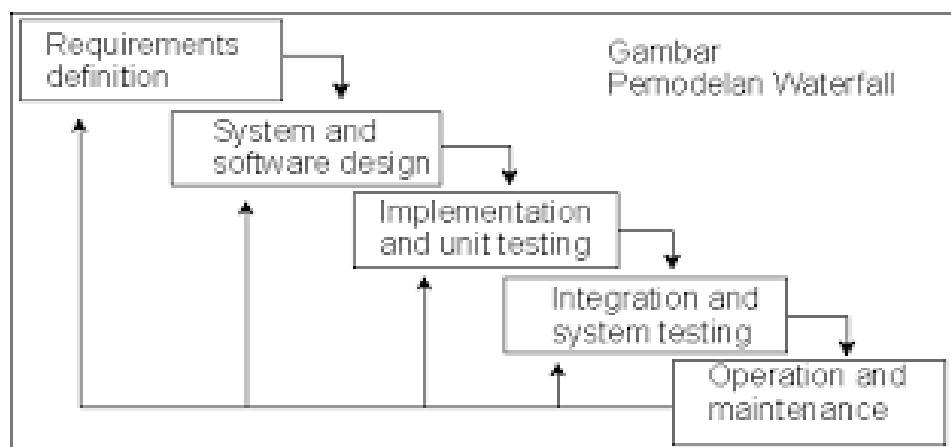 Requirements
definition
Gambar
Pemodelan Waterfall
System and
software design
Implementation
and unit testing
Integration and
system testing
Operation and
maintenance